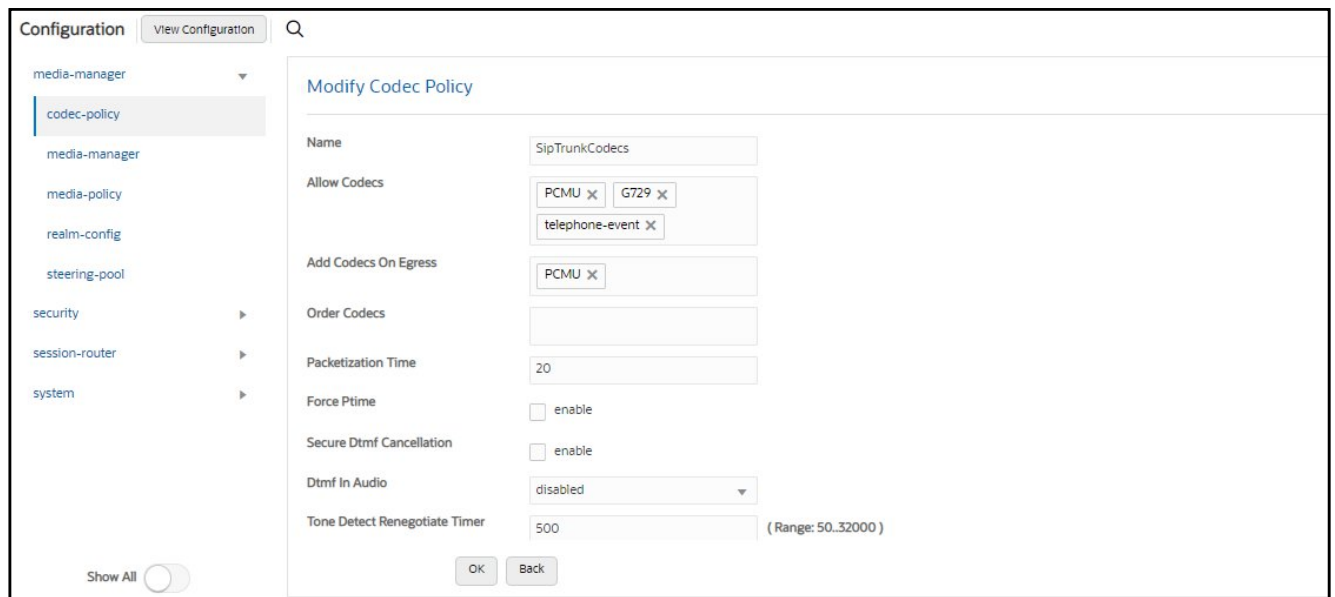 Configuration View Configuration
media-manager
codec-policy
media-manager
media-policy
realm-config
steering-pool
security
session-router
system
Show All
Modify Codec Policy
Name SipTrunkCodecs
Allow Codecs PCMU G729
telephone-event
Add Codecs On Egress PCMU
Order Codecs
Packetization Time 20
Force Ptime enable
Secure Dtmf Cancellation enable
Dtmf In Audio disabled
Tone Detect Renegotiate Timer 500 ( Range: 50..32000 )
OK Back